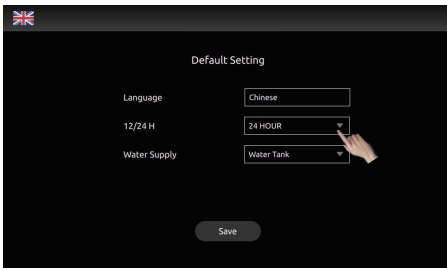 Default Setting
Language Chinese
12/24 H 24 HOUR
Water Supply Water Tank
Save